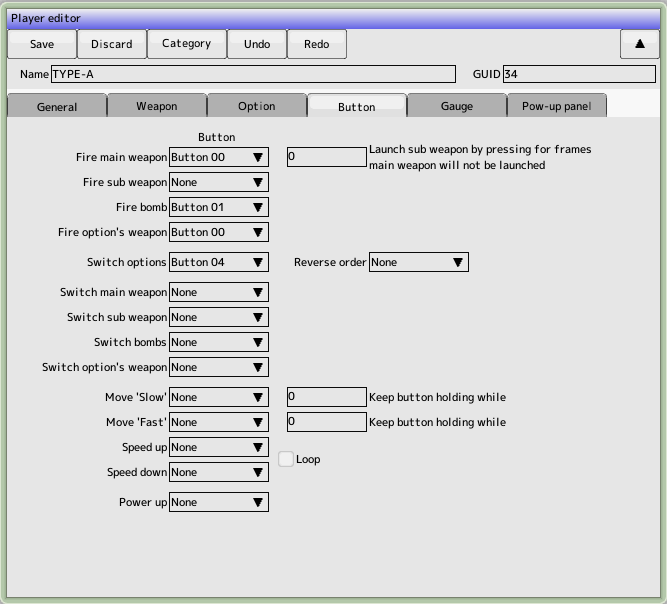 Player editor
Save Discard Category Undo Redo ▲
Name TYPE-A GUID 34
General Weapon Option Button Gauge Pow-up panel
Button
Fire main weapon Button 00 ▼ 0 Launch sub weapon by pressing for frames
main weapon will not be launched
Fire sub weapon None ▼
Fire bomb Button 01 ▼
Fire option's weapon Button 00 ▼
Switch options Button 04 ▼ Reverse order None ▼
Switch main weapon None ▼
Switch sub weapon None ▼
Switch bombs None ▼
Switch option's weapon None ▼
Move 'Slow' None ▼ 0 Keep button holding while
Move 'Fast' None ▼ 0 Keep button holding while
Speed up None ▼
Loop
Speed down None ▼
Power up None ▼